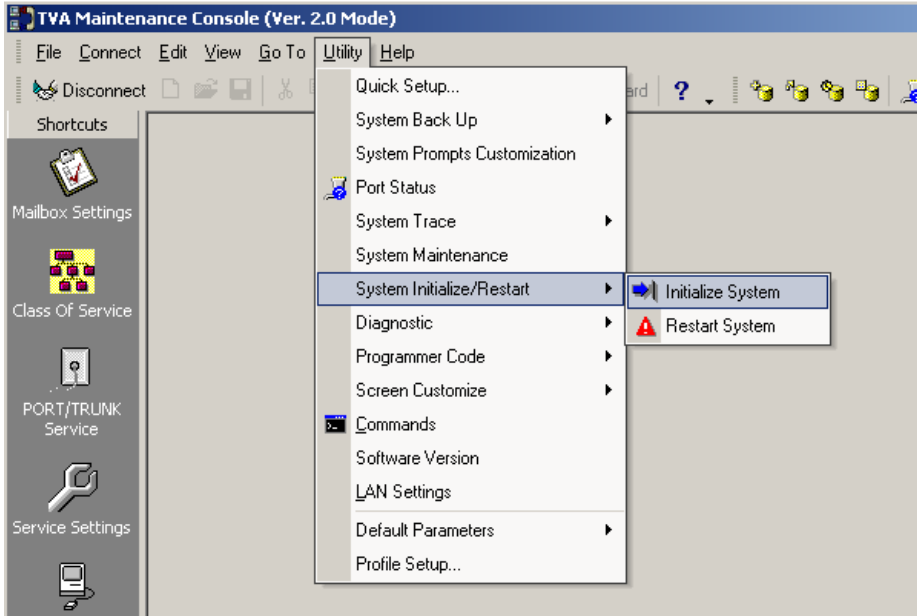 TVA Maintenance Console (Ver. 2.0 Mode)
File Connect Edit View Go To Utility Help
Disconnect
Shortcuts
Mailbox Settings
Class Of Service
PORT/TRUNK
Service
Service Settings
Quick Setup...
System Back Up
System Prompts Customization
Port Status
System Trace
System Maintenance
System Initialize/Restart
Diagnostic
Programmer Code
Screen Customize
Commands
Software Version
LAN Settings
Default Parameters
Profile Setup...
Initialize System
Restart System